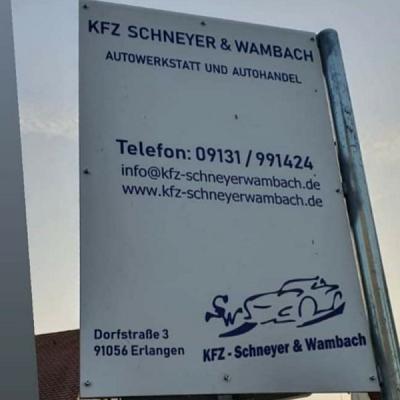 KFZ SCHNEYER & WAMBACH
AUTOWERKSTATT UND AUTOHANDEL
Telefon: 09131 / 991424
info@kfz-schneyerwambach.de
www.kfz-schneyerwambach.de
SW
Dorfstraße 3
91056 Erlangen
KFZ - Schneyer & Wambach